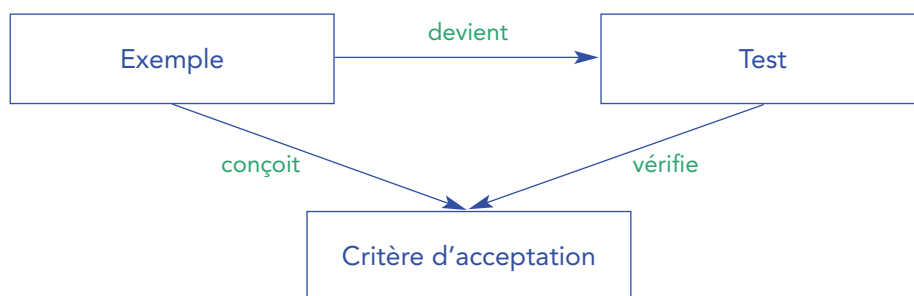 devient
Exemple
Test
conçoit
vérifie
Critère d’acceptation